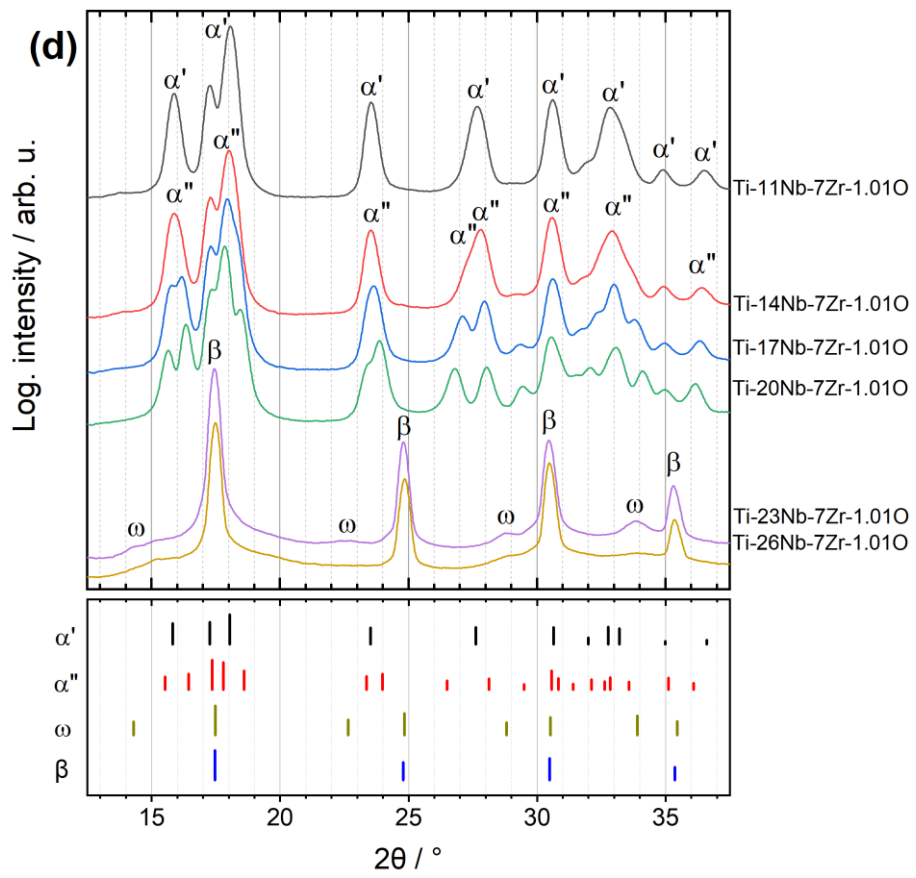 (d)
Log. intensity / arb. u.
α'
α'
α'
α'
α'
α'
α'
α'
Ti-11Nb-7Zr-1.01O
α"
α"
α"
α"
α"
α"
α"
α"
Ti-14Nb-7Zr-1.01O
Ti-17Nb-7Zr-1.01O
Ti-20Nb-7Zr-1.01O
β
β
β
β
ω
ω
ω
ω
Ti-23Nb-7Zr-1.01O
Ti-26Nb-7Zr-1.01O
α'
α"
ω
β
15 20 25 30 35
2θ / °